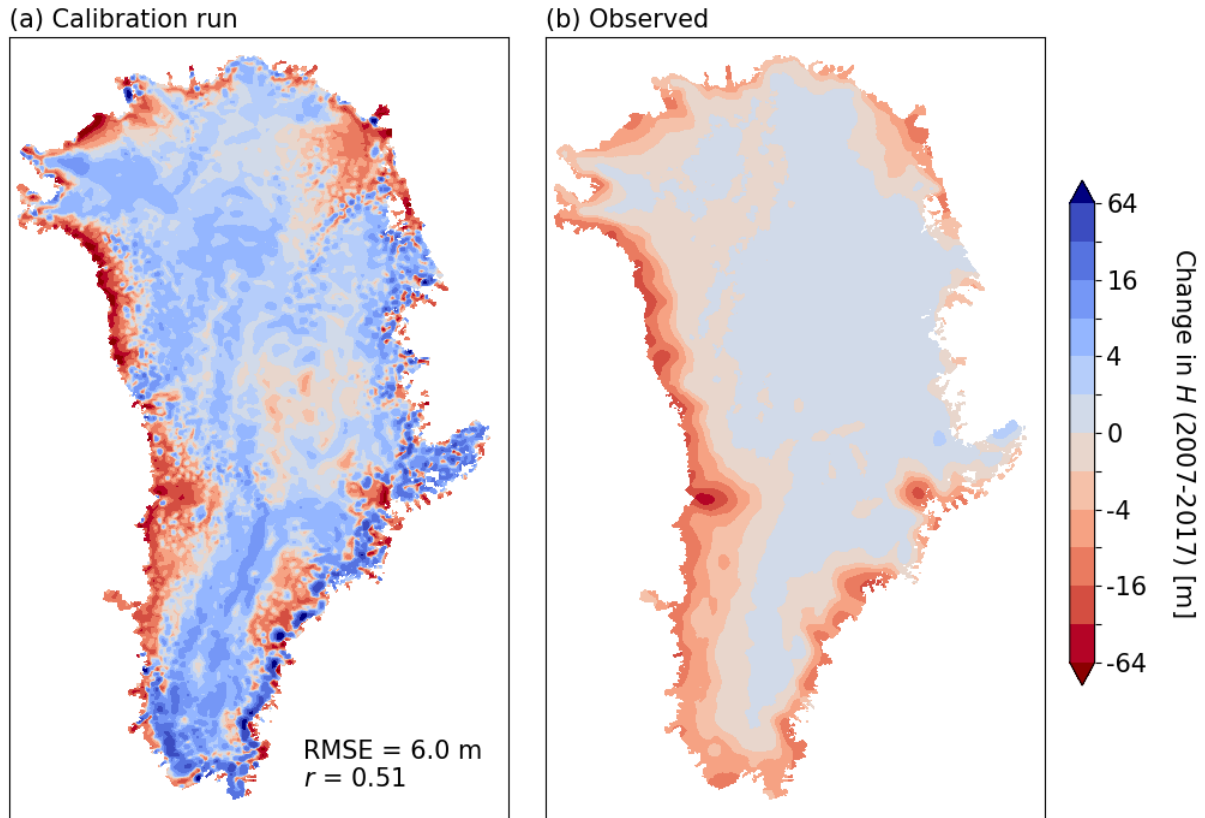 (a) Calibration run
(b) Observed
RMSE = 6.0 m
r = 0.51
64
16
4
0
-4
-16
-64
Change in H (2007-2017) [m]